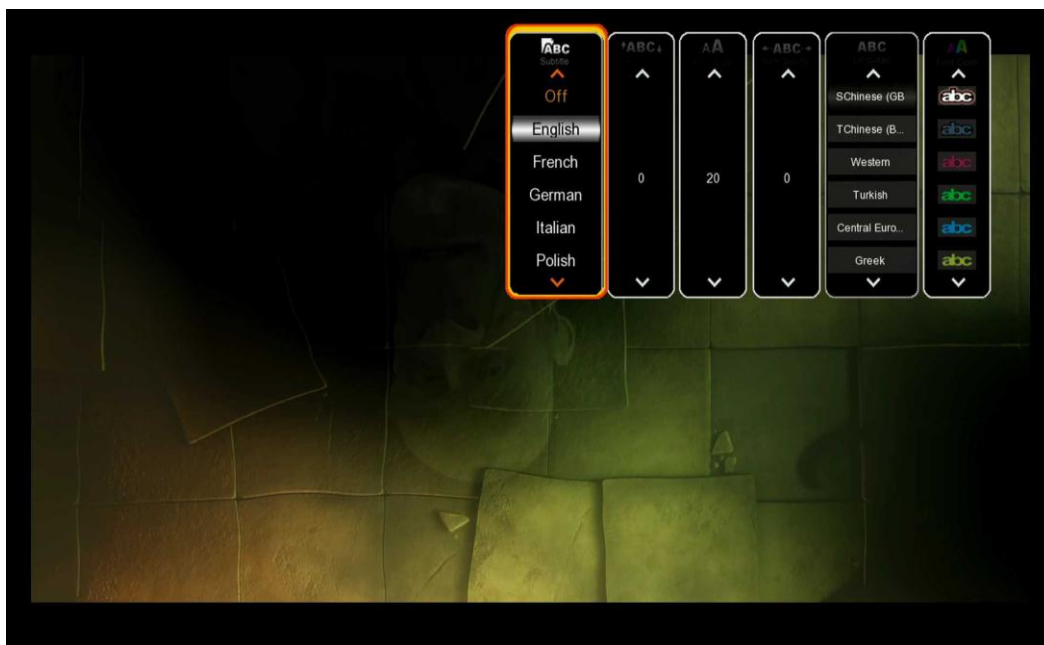 ABC
Subtitle
Off
English
French
German
Italian
Polish
ABC
0
AA
20
ABC
0
ABC
SChinese (GB
TChinese (B...
Western
Turkish
Central Euro...
Greek
AA
abc
abc
abc
abc
abc
abc